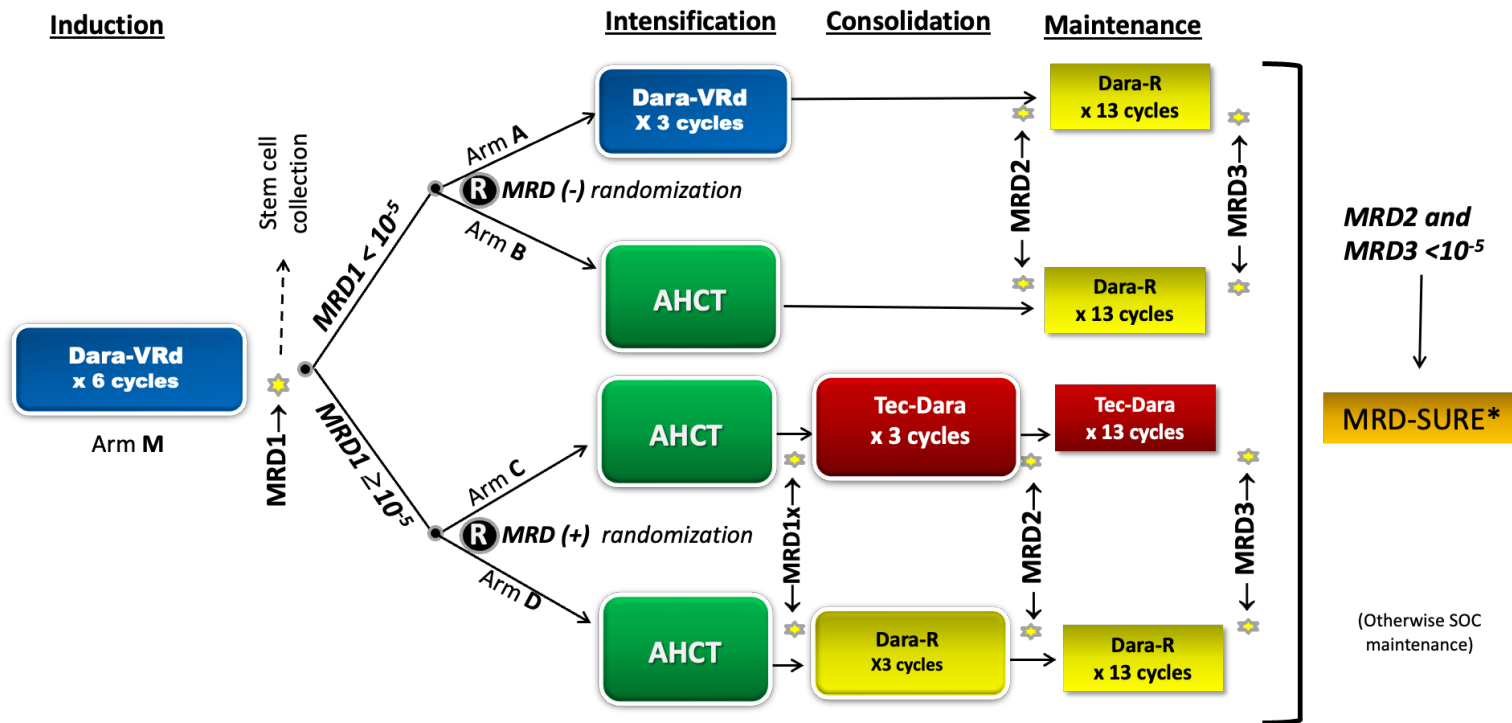 Induction
Intensification
Consolidation
Maintenance
Dara-VRd
x 6 cycles
Arm M
MRD1
Stem cell
collection
MRD1 < 10-5
MRD1 ≥ 10-5
Arm A
R MRD (-) randomization
Arm B
Arm C
R MRD (+) randomization
Arm D
Dara-VRd
X 3 cycles
AHCT
AHCT
AHCT
MRD1x
Tec-Dara
x 3 cycles
Dara-R
X3 cycles
MRD2
MRD2
Dara-R
x 13 cycles
Dara-R
x 13 cycles
Tec-Dara
x 13 cycles
Dara-R
x 13 cycles
MRD3
MRD3
MRD2 and
MRD3 <10-5
MRD-SURE*
(Otherwise SOC
maintenance)